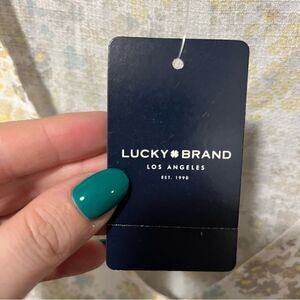 LUCKY BRAND
LOS ANGELES
EST. 1990